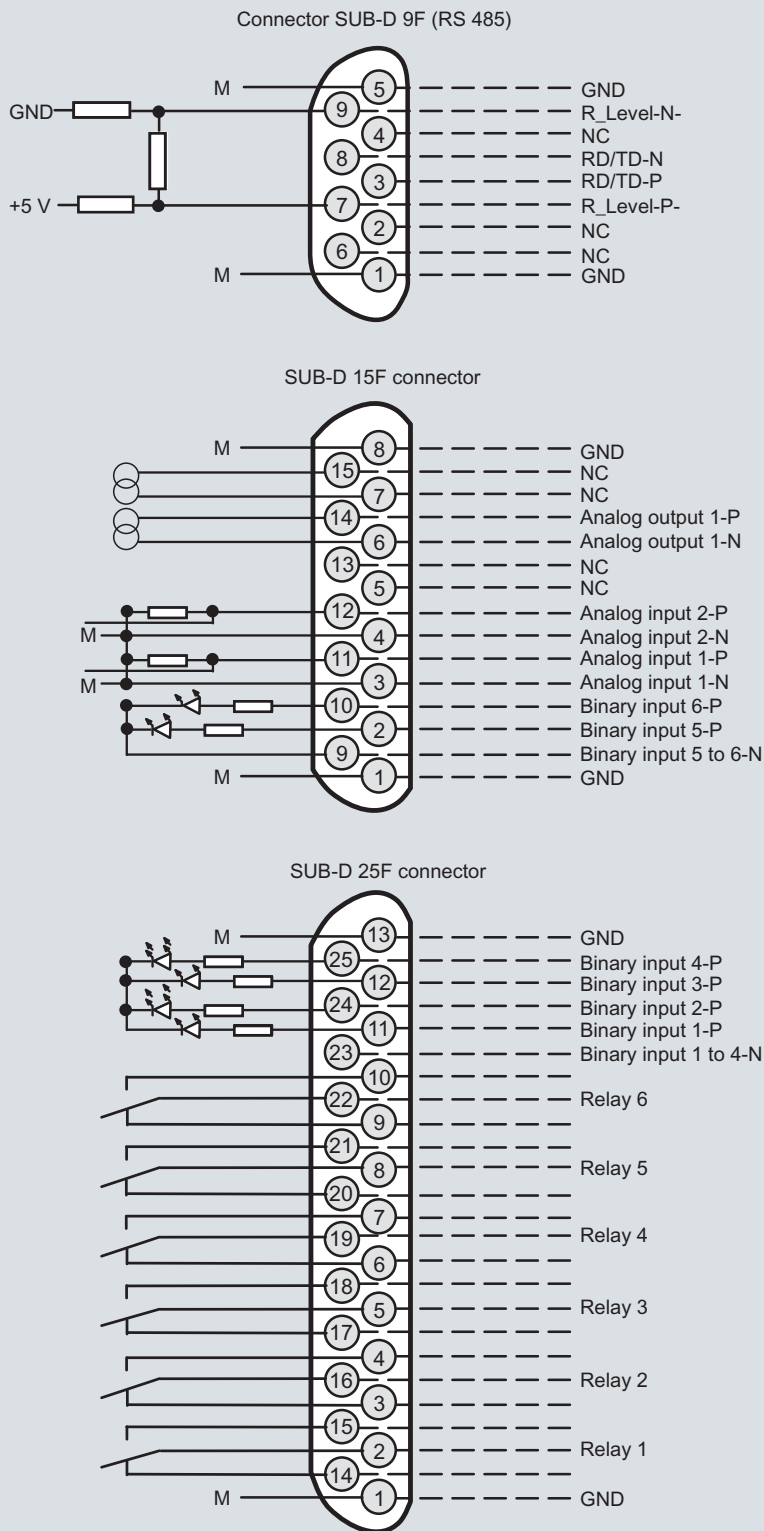 Connector SUB-D 9F (RS 485)
M 5 GND
GND 9 R_Level-N-
4 NC
8 RD/TD-N
3 RD/TD-P
+5 V 7 R_Level-P-
2 NC
6 NC
M 1 GND
SUB-D 15F connector
M 8 GND
15 NC
7 NC
14 Analog output 1-P
6 Analog output 1-N
13 NC
5 NC
12 Analog input 2-P
M 4 Analog input 2-N
11 Analog input 1-P
M 3 Analog input 1-N
10 Binary input 6-P
2 Binary input 5-P
9 Binary input 5 to 6-N
M 1 GND
SUB-D 25F connector
M 13 GND
25 Binary input 4-P
12 Binary input 3-P
24 Binary input 2-P
11 Binary input 1-P
23 Binary input 1 to 4-N
10
22 Relay 6
9
21
8 Relay 5
20
7
19 Relay 4
6
18
5 Relay 3
17
4
16 Relay 2
3
15
2 Relay 1
14
M 1 GND